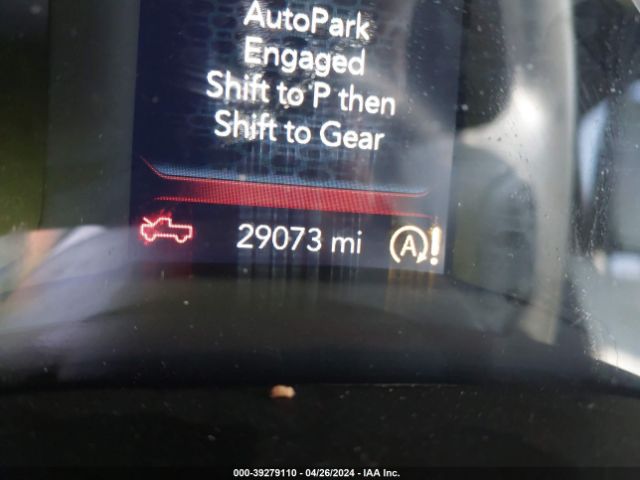 AutoPark
Engaged
Shift to P then
Shift to Gear
29073 mi
A!
000-39279110 - 04/26/2024 - IAA Inc.